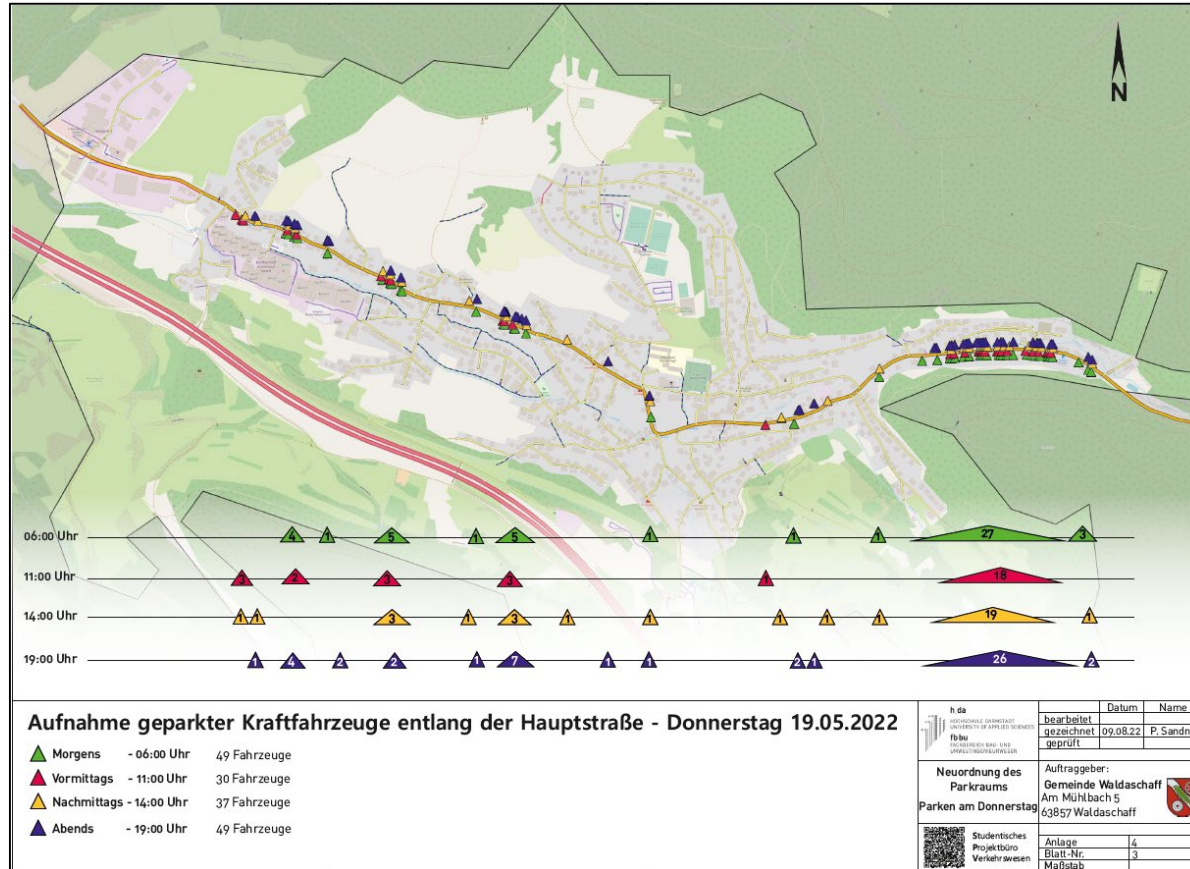 N
06:00 Uhr 4 1 5 1 5 1 1 1 27 3
11:00 Uhr 3 2 3 3 1 18
14:00 Uhr 1 1 3 1 3 1 1 1 1 1 19 1
19:00 Uhr 1 4 2 2 1 7 1 1 2 1 26 2
Aufnahme geparkter Kraftfahrzeuge entlang der Hauptstraße - Donnerstag 19.05.2022
Morgens - 06:00 Uhr 49 Fahrzeuge
Vormittags - 11:00 Uhr 30 Fahrzeuge
Nachmittags - 14:00 Uhr 37 Fahrzeuge
Abends - 19:00 Uhr 49 Fahrzeuge
h_da
HOCHSCHULE DARMSTADT
UNIVERSITY OF APPLIED SCIENCES
fbbu
FACHBEREICH BAU- UND
UMWELTINGENIEURWESEN
Datum Name
bearbeitet
gezeichnet 09.08.22 P. Sandn
geprüft
Neuordnung des
Parkraums
Parken am Donnerstag
Auftraggeber:
Gemeinde Waldaschaff
Am Mühlbach 5
63857 Waldaschaff
Studentisches
Projektbüro
Verkehrswesen
Anlage 4
Blatt-Nr. 3
Maßstab